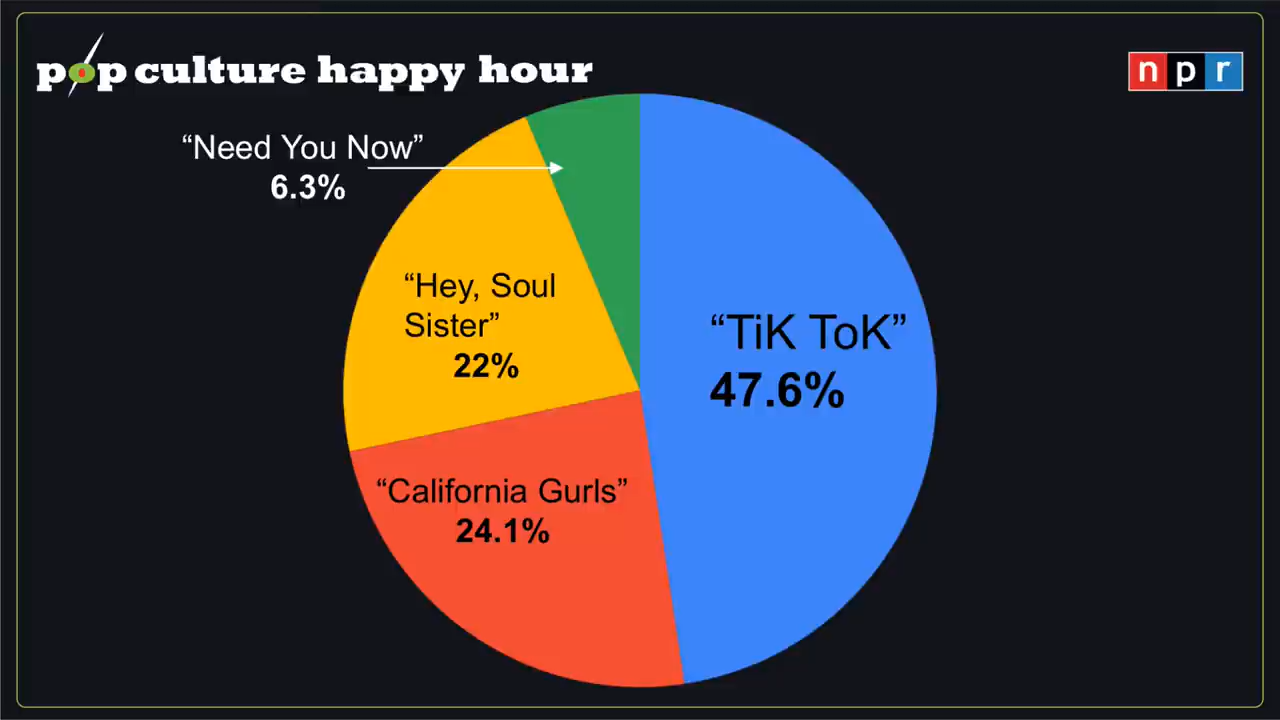 pop culture happy hour
npr
“Need You Now”
6.3%
“Hey, Soul
Sister”
22%
“TiK ToK”
47.6%
“California Gurls”
24.1%